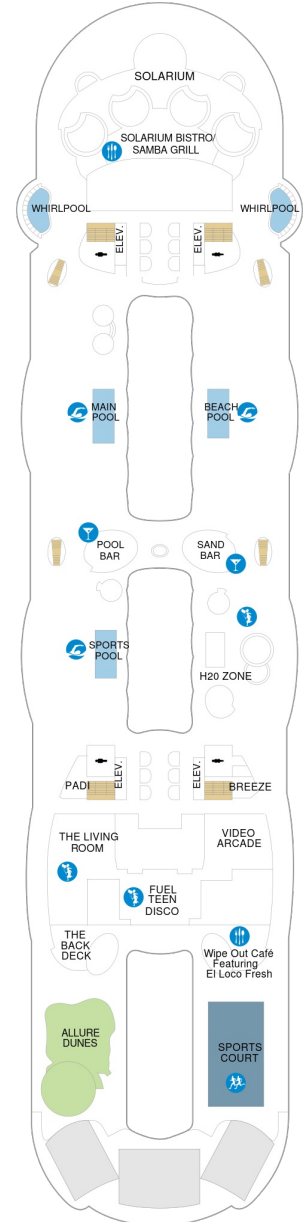 SOLARIUM
SOLARIUM BISTRO/
SAMBA GRILL
WHIRLPOOL
WHIRLPOOL
ELEV.
ELEV.
MAIN
POOL
BEACH
POOL
POOL
BAR
SAND
BAR
SPORTS
POOL
H20 ZONE
PADI
ELEV.
ELEV.
BREEZE
THE LIVING
ROOM
VIDEO
ARCADE
FUEL
TEEN
DISCO
THE
BACK
DECK
Wipe Out Café
Featuring
El Loco Fresh
ALLURE
DUNES
SPORTS
COURT